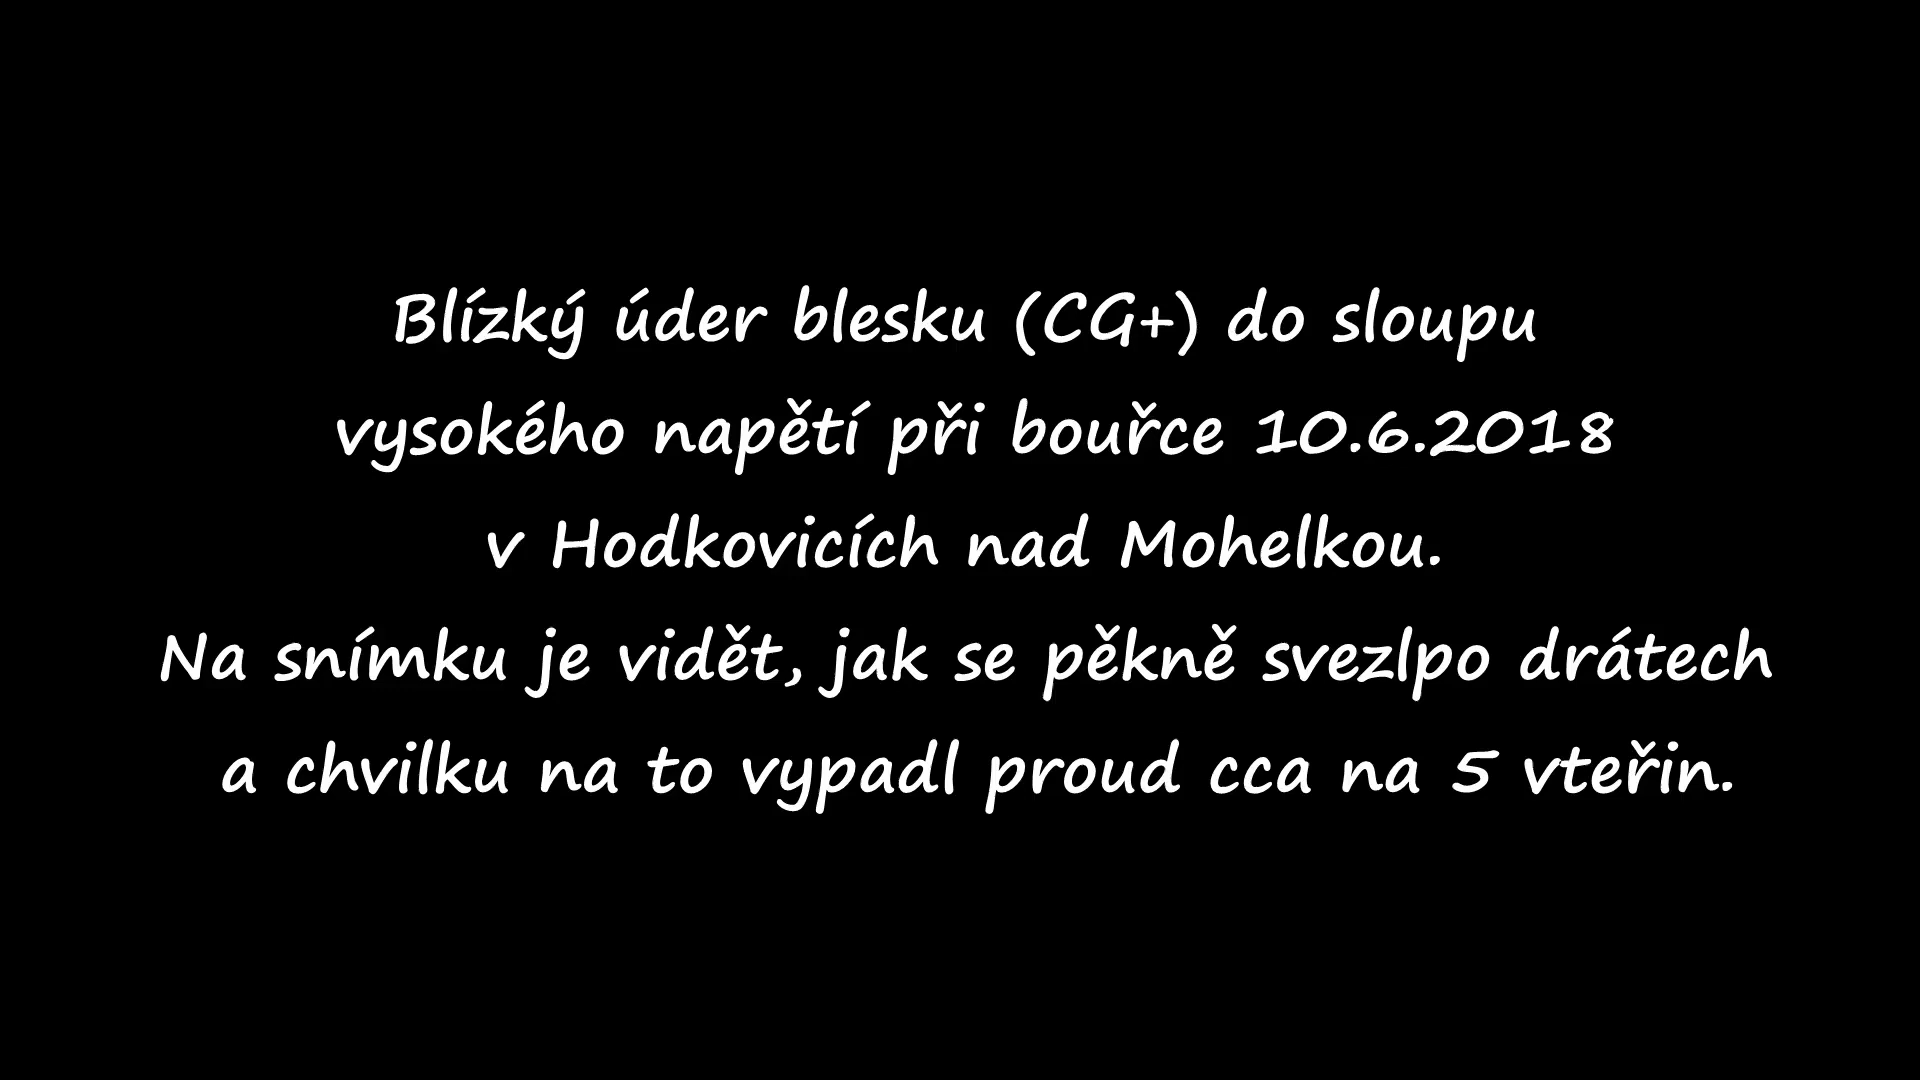 Blízký úder blesku (CG+) do sloupu
vysokého napětí při bouřce 10.6.2018
v Hodkovicích nad Mohelkou.
Na snímku je vidět, jak se pěkně svezlpo drátech
a chvilku na to vypadl proud cca na 5 vteřin.